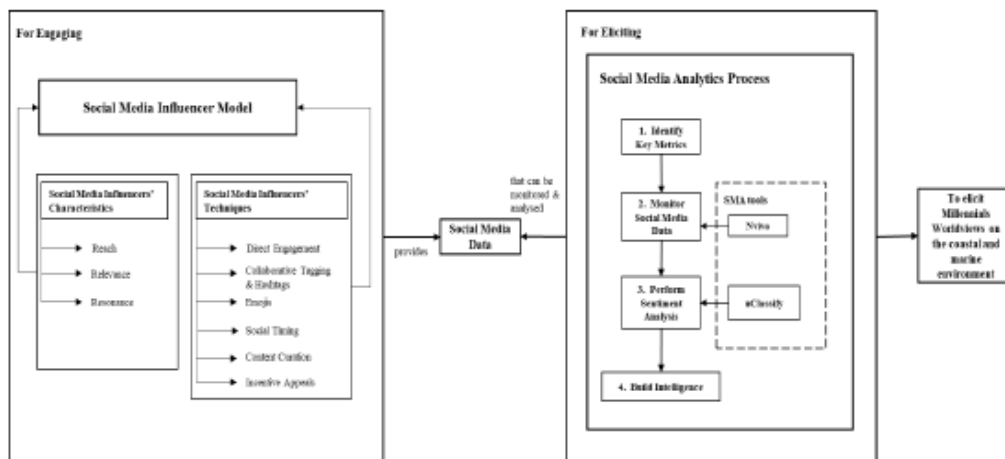 For Engaging
Social Media Influencer Model
Social Media Influencers'
Characteristics
Reach
Relevance
Resonance
Social Media Influencers'
Techniques
Direct Engagement
Collaborative Tagging
& Hashtags
Emojis
Social Timing
Content Curation
Incentive Appeals
provides
that can be
monitored &
analysed
Social Media
Data
For Eliciting
Social Media Analytics Process
1. Identify
Key Metrics
2. Monitor
Social Media
Data
3. Perform
Sentiment
Analysis
4. Build Intelligence
SMA tools
Nvivo
uClassify
To elicit
Millennials
Worldviews on
the coastal and
marine
environment